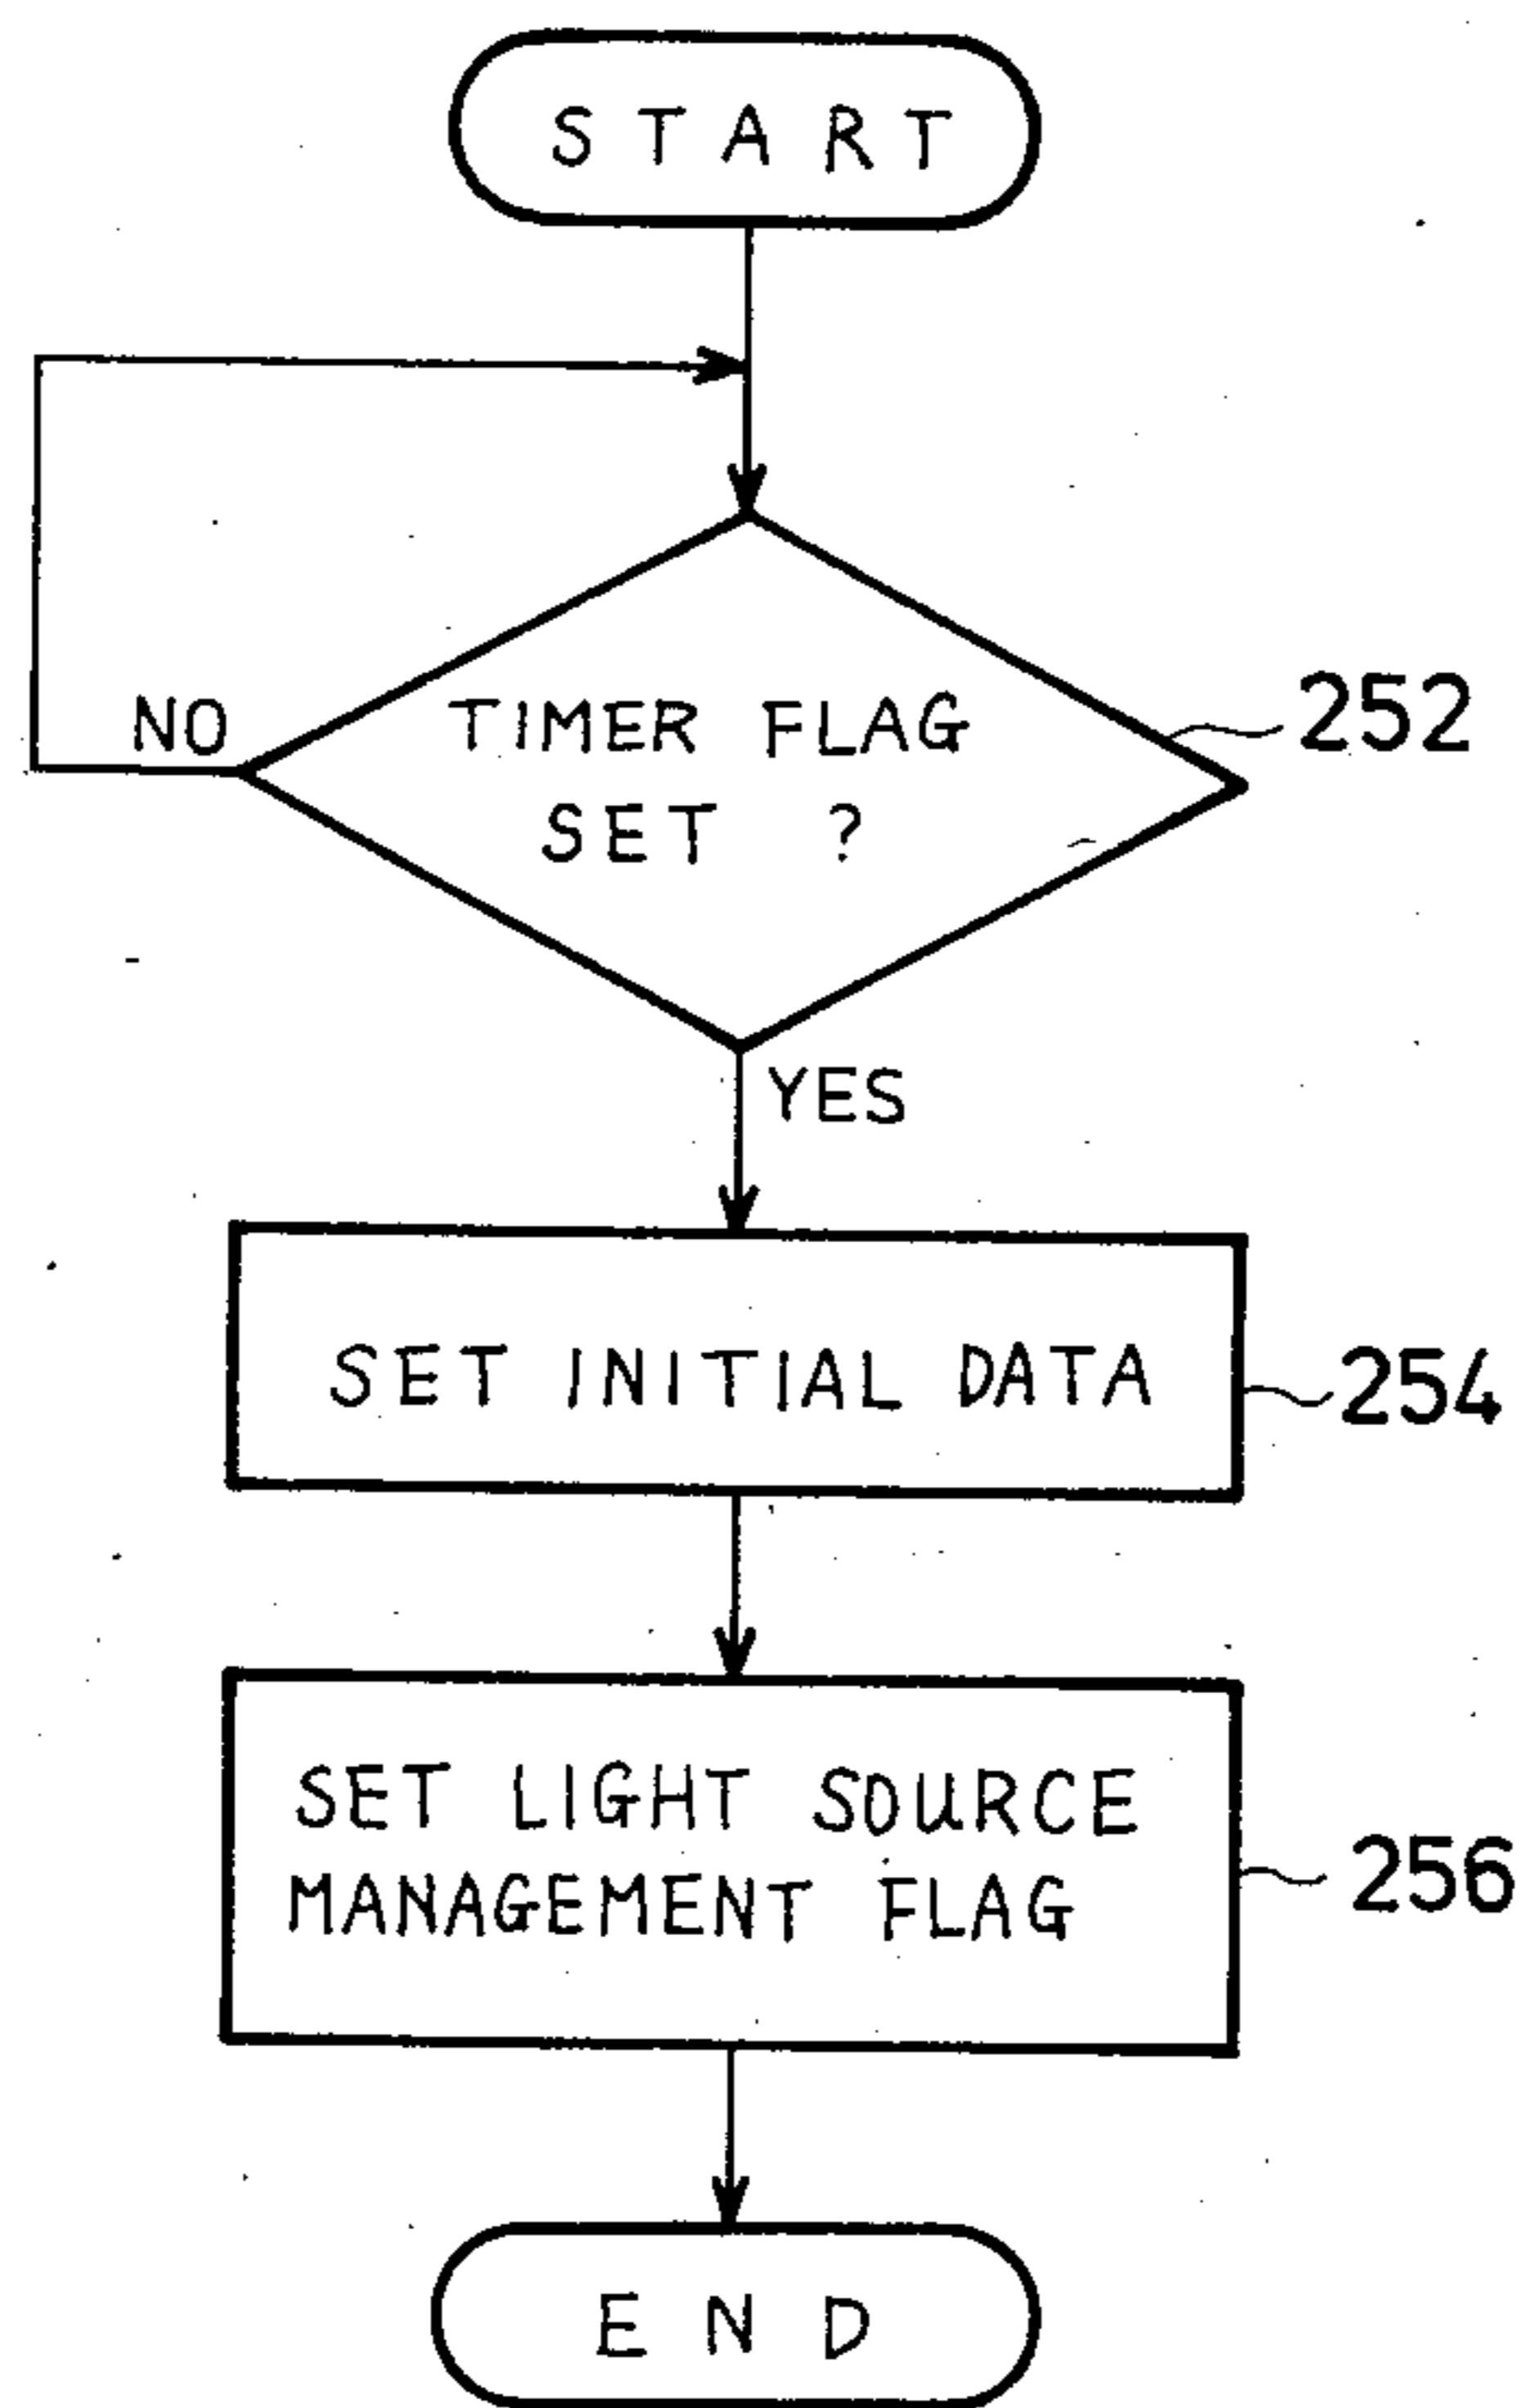 START
NO
TIMER FLAG
SET ?
252
YES
SET INITIAL DATA
254
SET LIGHT SOURCE
MANAGEMENT FLAG
256
END